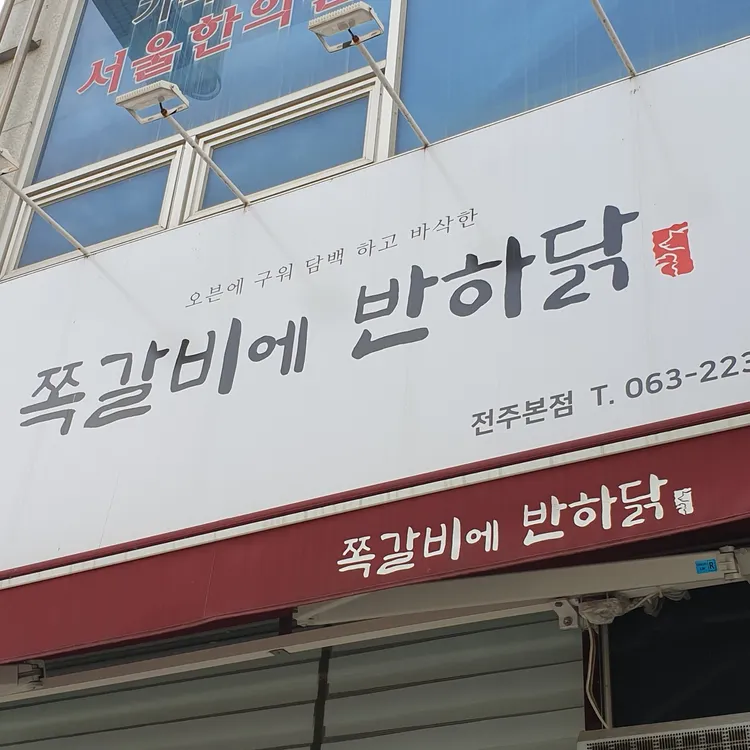 서울한의원
오븐에 구워 담백 하고 바삭한
쪽갈비에 반하닭
전주본점 T. 063-223
쪽갈비에 반하닭